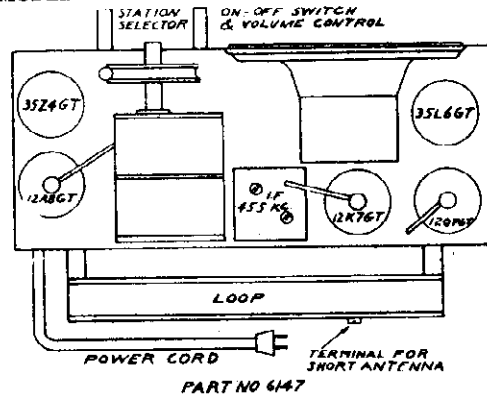 STATION
SELECTOR
ON-OFF SWITCH
& VOLUME CONTROL
35Z4GT
35L6GT
12A8GT
I.F
455 KC
12K7GT
12Q7GT
LOOP
POWER CORD
TERMINAL FOR
SHORT ANTENNA
PART NO 6147